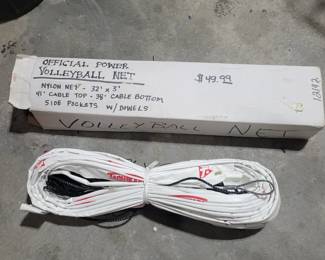 OFFICIAL POWER
VOLLEYBALL NET
$49.99
NYLON NET - 32' x 3'
41' CABLE TOP - 38' CABLE BOTTOM
SIDE POCKETS W/ DOWELS
VOLLEYBALL NET